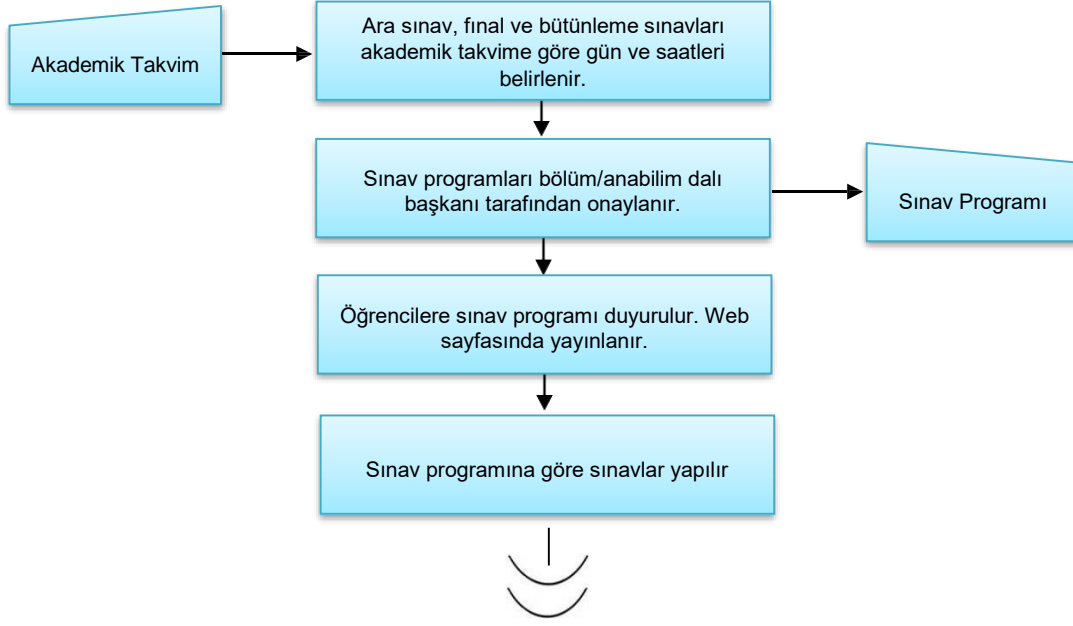 Akademik Takvim
Ara sınav, fınal ve bütünleme sınavları
akademik takvime göre gün ve saatleri
belirlenir.
Sınav programları bölüm/anabilim dalı
başkanı tarafından onaylanır.
Sınav Programı
Öğrencilere sınav programı duyurulur. Web
sayfasında yayınlanır.
Sınav programına göre sınavlar yapılır